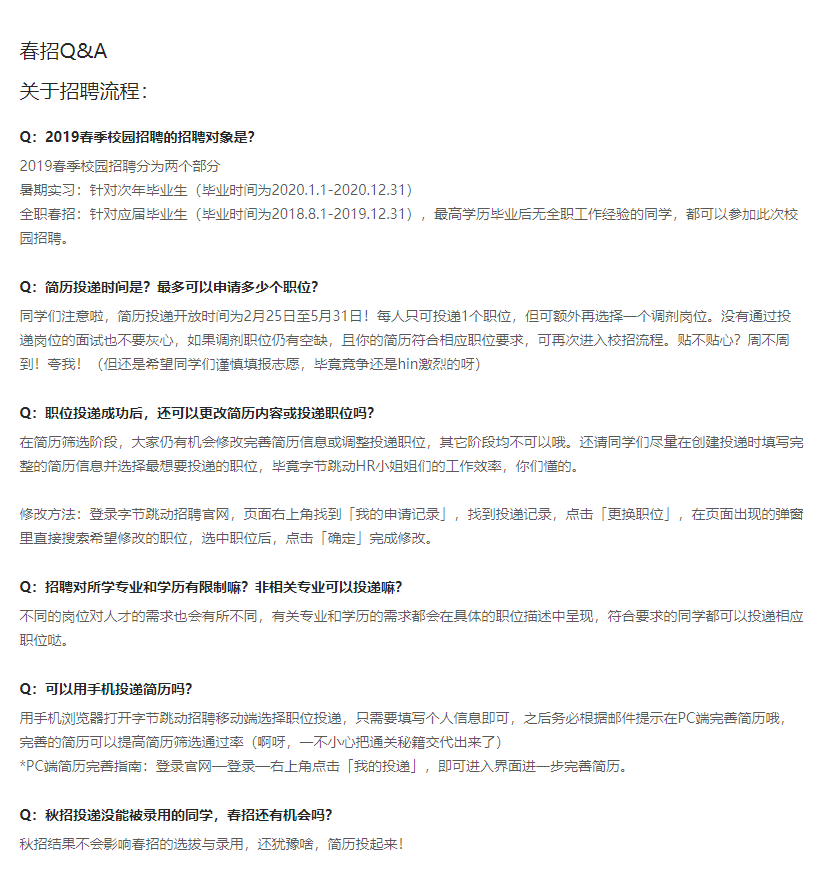 春招Q&A
关于招聘流程：
Q：2019春季校园招聘的招聘对象是？
2019春季校园招聘分为两个部分
暑期实习：针对次年毕业生（毕业时间为2020.1.1-2020.12.31）
全职春招：针对应届毕业生（毕业时间为2018.8.1-2019.12.31），最高学历毕业后无全职工作经验的同学，都可以参加此次校
园招聘。
Q：简历投递时间是？最多可以申请多少个职位？
同学们注意啦，简历投递开放时间为2月25日至5月31日！每人只可投递1个职位，但可额外再选择一个调剂岗位。没有通过投
递岗位的面试也不要灰心，如果调剂职位仍有空缺，且你的简历符合相应职位要求，可再次进入校招流程。贴不贴心？周不周
到！夸我！（但还是希望同学们谨慎填报志愿，毕竟竞争还是hin激烈的呀）
Q：职位投递成功后，还可以更改简历内容或投递职位吗？
在简历筛选阶段，大家仍有机会修改完善简历信息或调整投递职位，其它阶段均不可以哦。还请同学们尽量在创建投递时填写完
整的简历信息并选择最想要投递的职位，毕竟字节跳动HR小姐姐们的工作效率，你们懂的。
修改方法：登录字节跳动招聘官网，页面右上角找到「我的申请记录」，找到投递记录，点击「更换职位」，在页面出现的弹窗
里直接搜索希望修改的职位，选中职位后，点击「确定」完成修改。
Q：招聘对所学专业和学历有限制嘛？非相关专业可以投递嘛？
不同的岗位对人才的需求也会有所不同，有关专业和学历的需求都会在具体的职位描述中呈现，符合要求的同学都可以投递相应
职位哒。
Q：可以用手机投递简历吗？
用手机浏览器打开字节跳动招聘移动端选择职位投递，只需要填写个人信息即可，之后务必根据邮件提示在PC端完善简历哦，
完善的简历可以提高简历筛选通过率（啊呀，一不小心把通关秘籍交代出来了）
*PC端简历完善指南：登录官网—登录—右上角点击「我的投递」，即可进入界面进一步完善简历。
Q：秋招投递没能被录用的同学，春招还有机会吗？
秋招结果不会影响春招的选拔与录用，还犹豫啥，简历投起来！